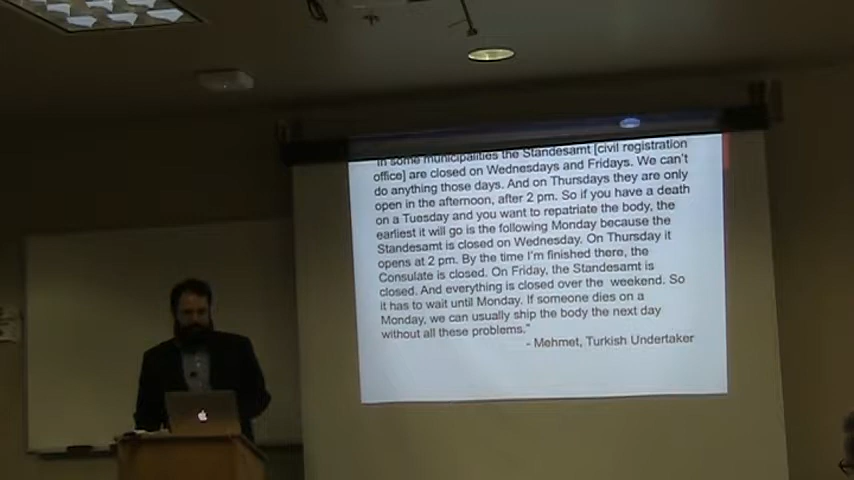 In some municipalities the Standesamt [civil registration
office] are closed on Wednesdays and Fridays. We can't
do anything those days. And on Thursdays they are only
open in the afternoon, after 2 pm. So if you have a death
on a Tuesday and you want to repatriate the body, the
earliest it will go is the following Monday because the
Standesamt is closed on Wednesday. On Thursday it
opens at 2 pm. By the time I'm finished there, the
Consulate is closed. On Friday, the Standesamt is
closed. And everything is closed over the weekend. So
it has to wait until Monday. If someone dies on a
Monday, we can usually ship the body the next day
without all these problems."
- Mehmet, Turkish Undertaker